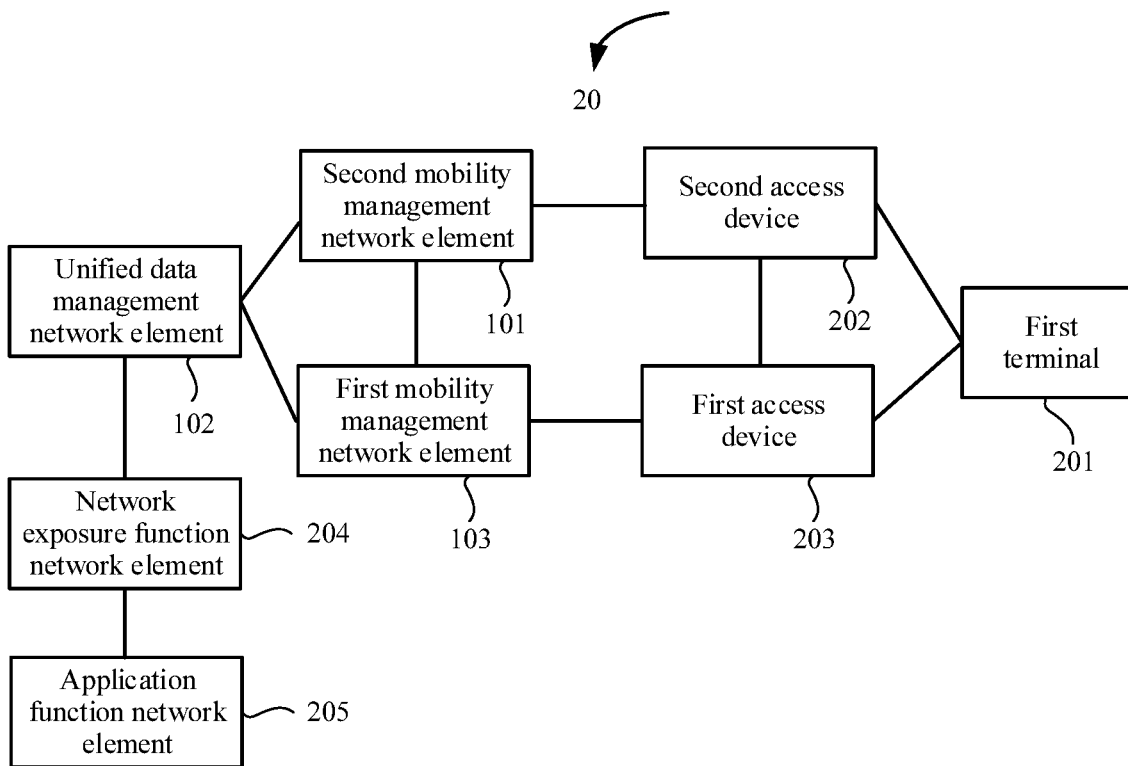 20
Second mobility
management
network element
101
Second access
device
202
Unified data
management
network element
102
First mobility
management
network element
103
First access
device
203
First
terminal
201
Network
exposure function
network element
204
Application
function network
element
205